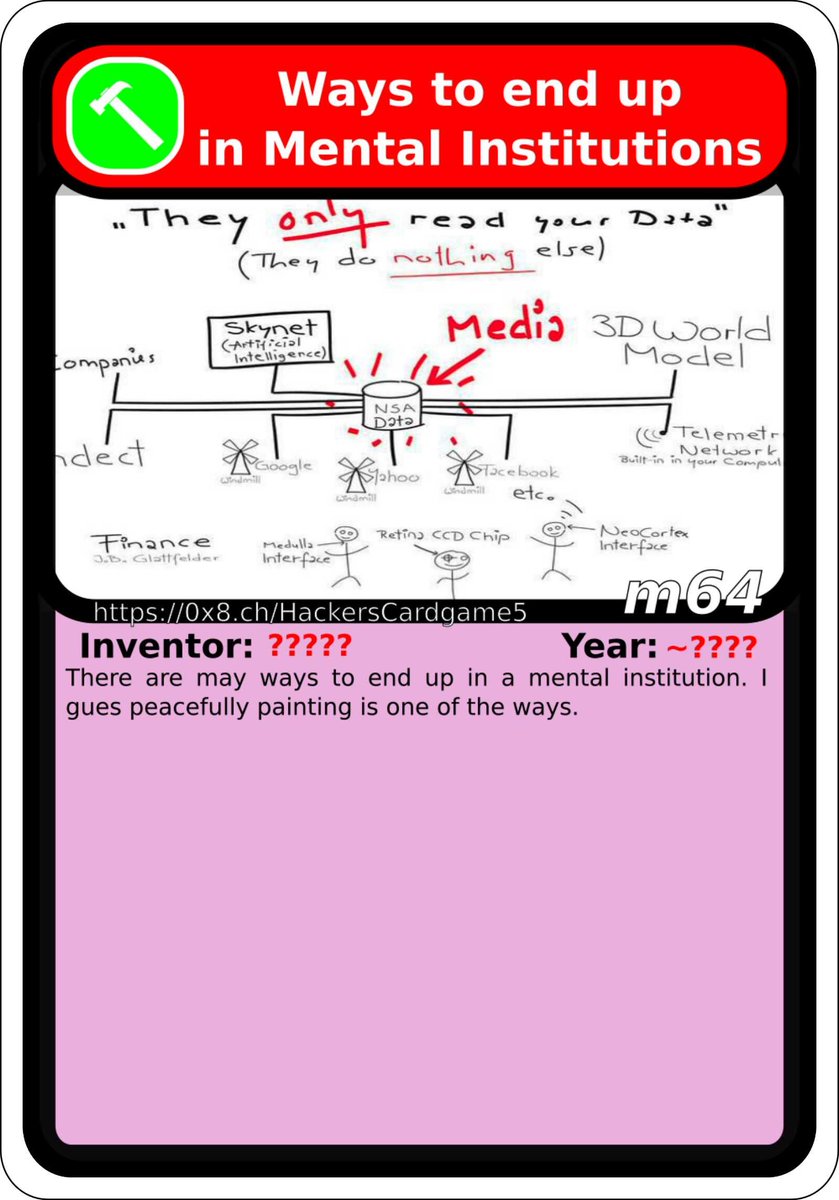 Ways to end up
in Mental Institutions
„They only read your Data"
(They do nothing else)
Skynet
(Artificial
Intelligence)
Media
3D World
Model
Companies
NSA
Data
ndect
Google
Windmill
Yahoo
Windmill
Facebook
Windmill
etc.
Telemetr
Network
Built-in in your Comput
Finance
J.B. Glattfelder
Medulla
Interface
Retina CCD Chip
NeoCortex
Interface
m64
https://0x8.ch/HackersCardgame5
Inventor: ????? Year: ~????
There are may ways to end up in a mental institution. I
gues peacefully painting is one of the ways.